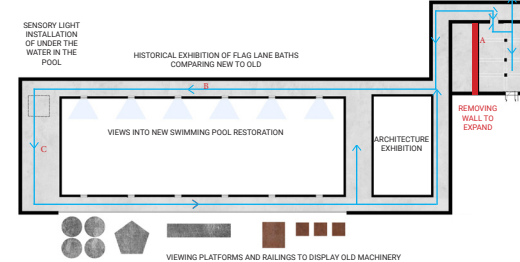 SENSORY LIGHT
INSTALLATION
OF UNDER THE
WATER IN THE
POOL
HISTORICAL EXHIBITION OF FLAG LANE BATHS
COMPARING NEW TO OLD
A
B
REMOVING
WALL TO
EXPAND
VIEWS INTO NEW SWIMMING POOL RESTORATION
ARCHITECTURE
EXHIBITION
C
VIEWING PLATFORMS AND RAILINGS TO DISPLAY OLD MACHINERY